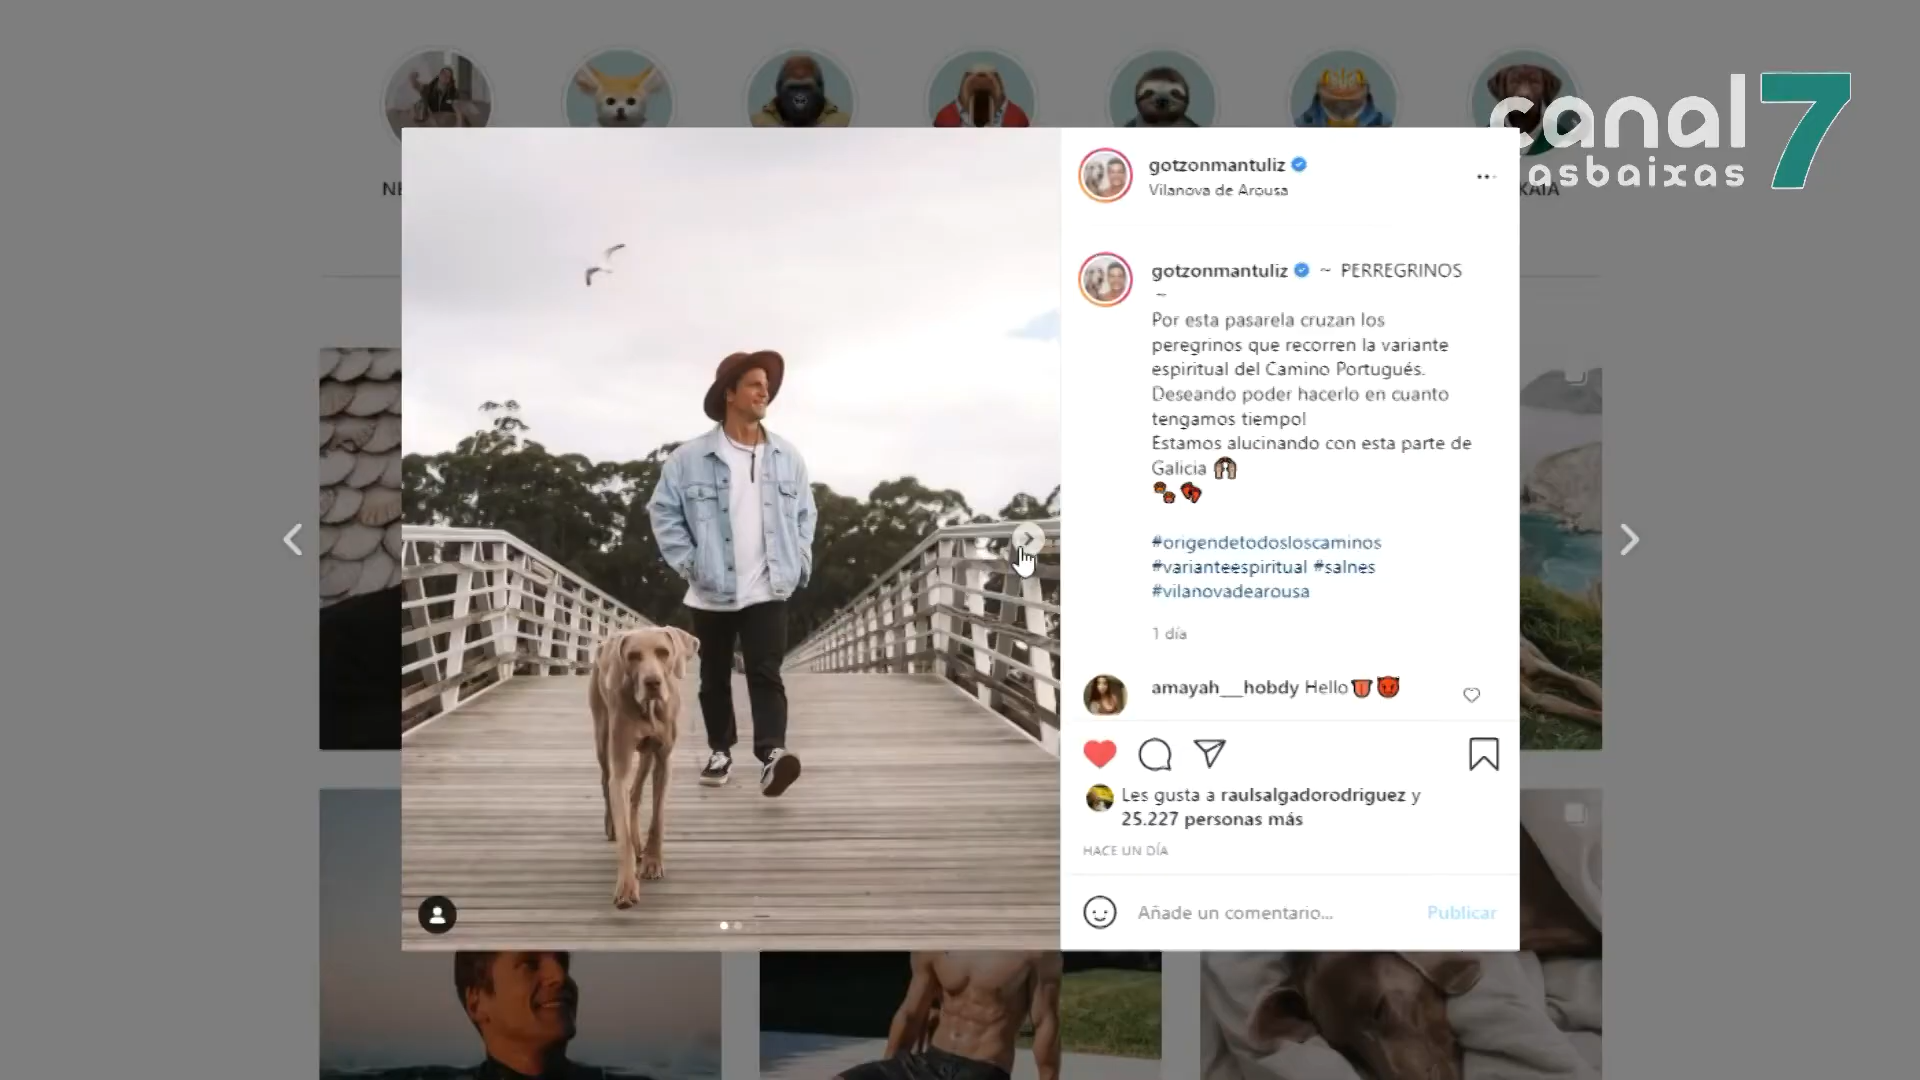 canal 7
asbaixas
gotzonmantuliz
Vilanova de Arousa
gotzonmantuliz ~ PERREGRINOS
~
Por esta pasarela cruzan los
peregrinos que recorren la variante
espiritual del Camino Portugués.
Deseando poder hacerlo en cuanto
tengamos tiempo!
Estamos alucinando con esta parte de
Galicia
#origendetodosloscaminos
#varianteespiritual #salnes
#vilanovadearousa
1 día
amayah__hobdy Hello
Les gusta a raulsalgadorodriguez y
25.227 personas más
HACE UN DÍA
Añade un comentario... Publicar